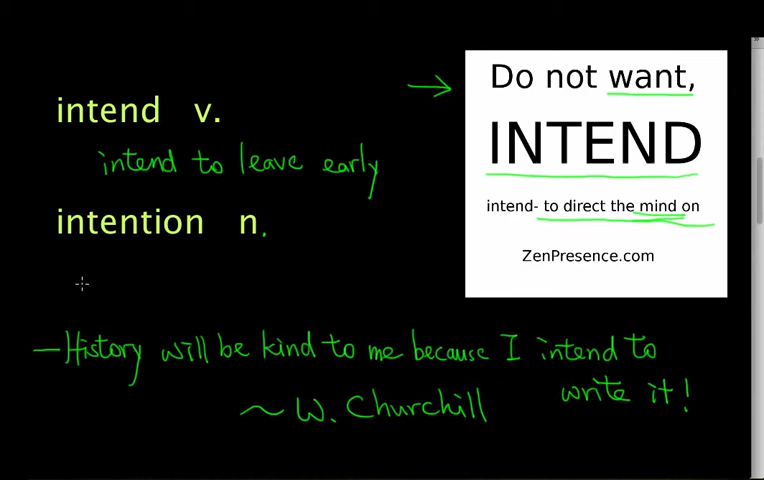 intend v.
intend to leave early
intention n.
Do not want,
INTEND
intend- to direct the mind on
ZenPresence.com
— History will be kind to me because I intend to
write it!
~ W. Churchill